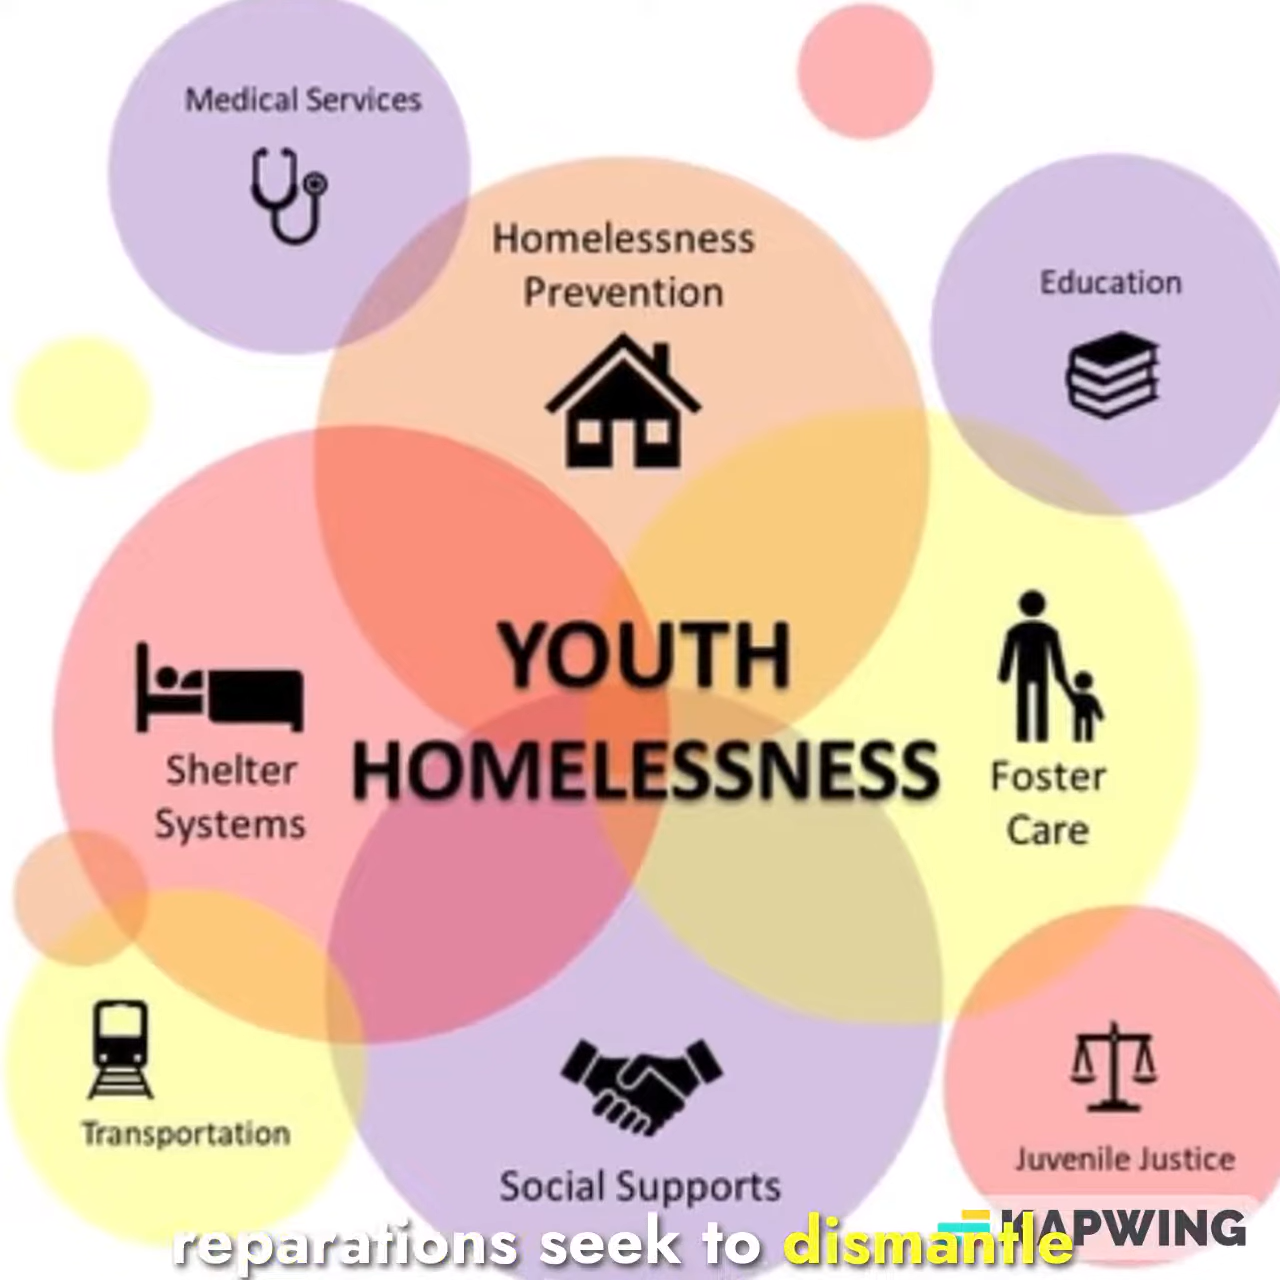 Medical Services
Homelessness
Prevention
Education
YOUTH
HOMELESSNESS
Shelter
Systems
Foster
Care
Transportation
Juvenile Justice
Social Supports
KAPWING
reparations seek to dismantle